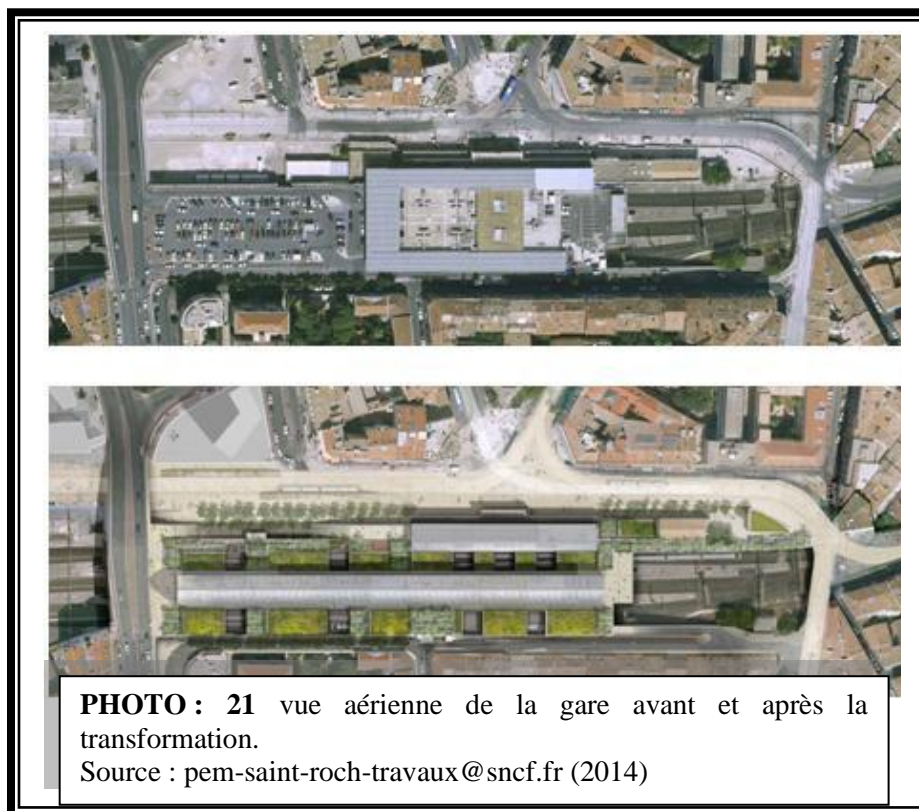 PHOTO : 21 vue aérienne de la gare avant et après la
transformation.
Source : pem-saint-roch-travaux@sncf.fr (2014)